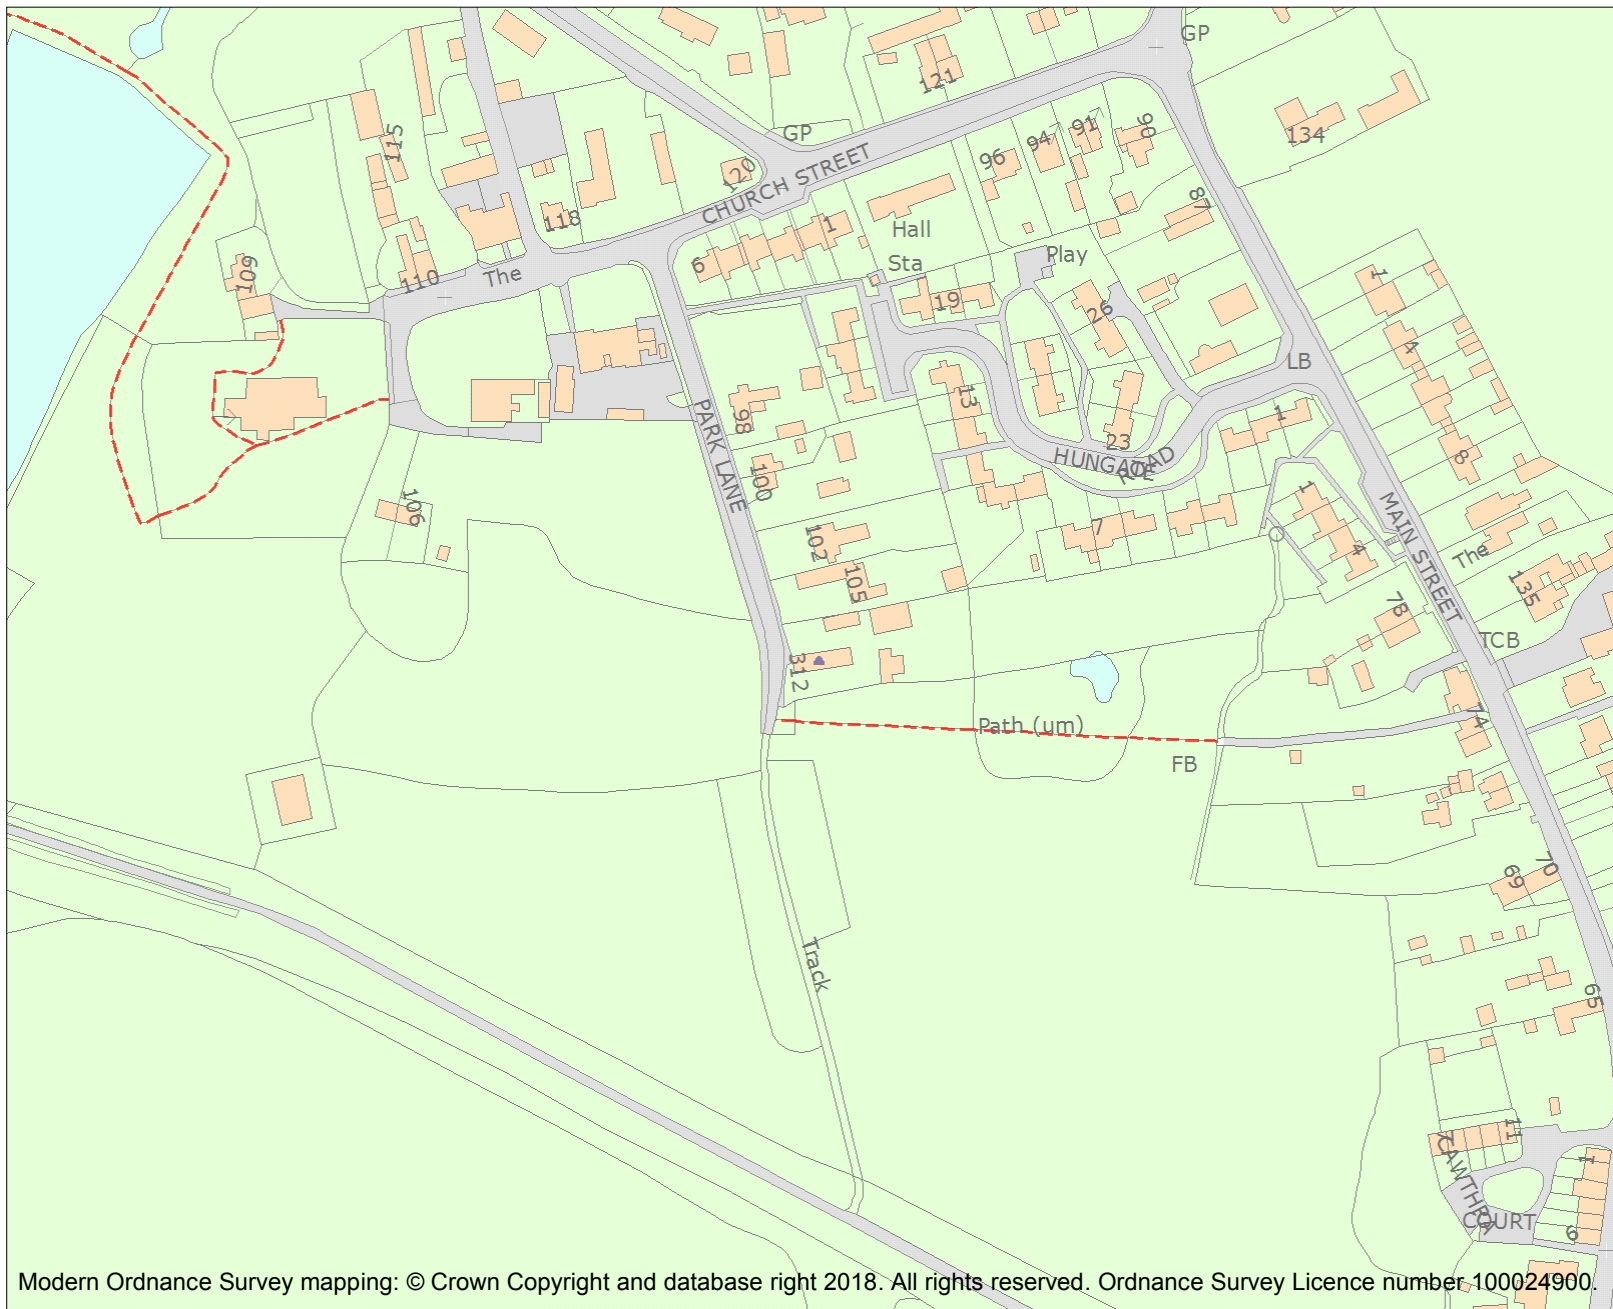 GP
121
115
GP
134
94
91
90
96
120
CHURCH STREET
87
118
1
Hall
6
Sta
Play
109
110
The
1
19
26
4
LB
98
13
PARK LANE
1
23
HUNGATE
ROAD
8
100
1
106
MAIN STREET
7
102
4
The
105
135
78
TCB
312
74
Path (um)
FB
70
69
Track
65
11
7
CAWTHRA
COURT
1
6
Modern Ordnance Survey mapping: © Crown Copyright and database right 2018. All rights reserved. Ordnance Survey Licence number 100024900.